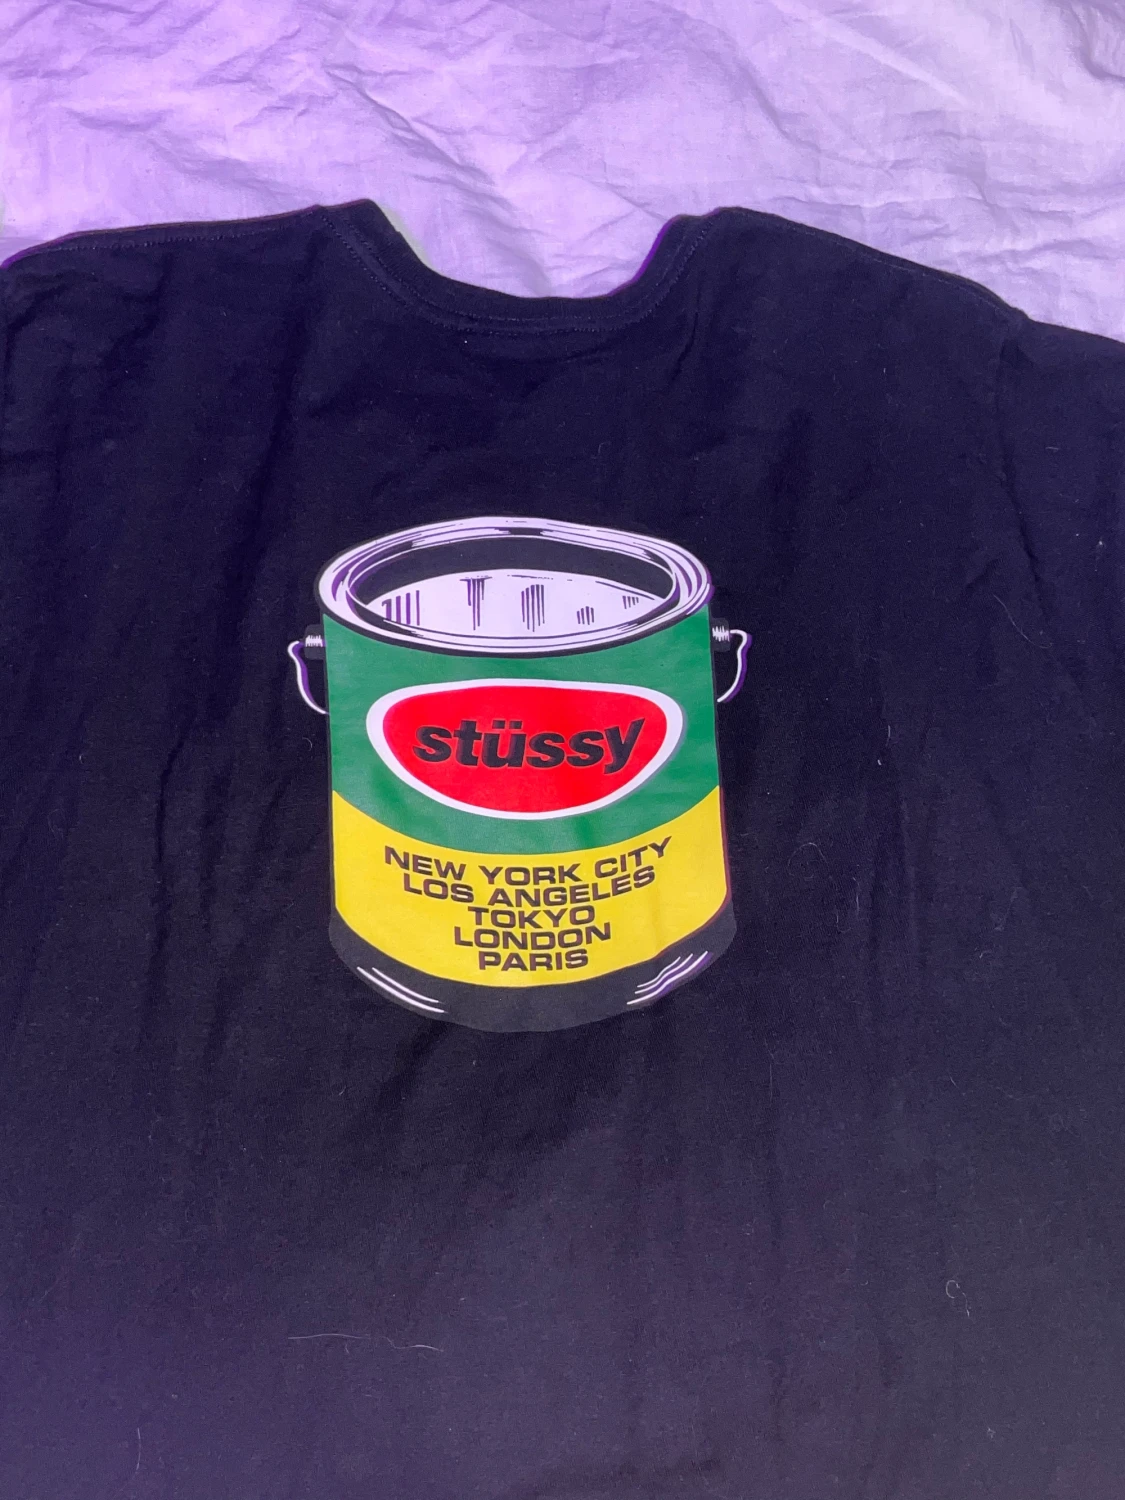 stüssy
NEW YORK CITY
LOS ANGELES
TOKYO
LONDON
PARIS